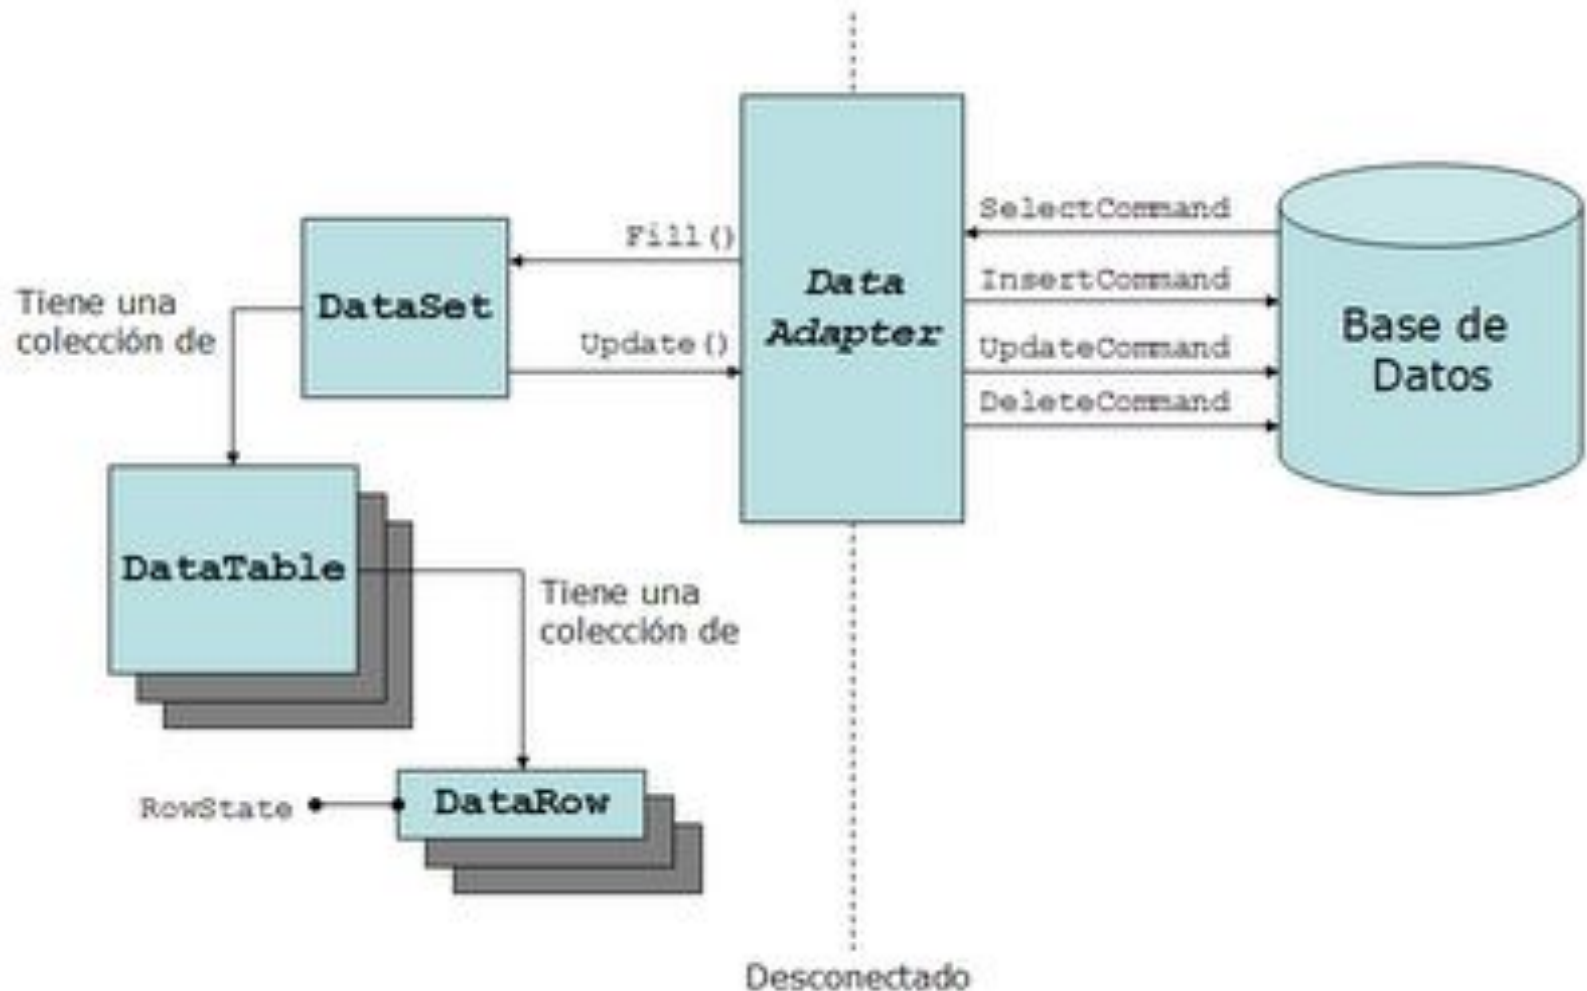 SelectCommand
Fill()
InsertCommand
Data
Adapter
Tiene una
colección de
DataSet
Base de
Datos
Update()
UpdateCommand
DeleteCommand
DataTable
Tiene una
colección de
RowState
DataRow
Desconectado